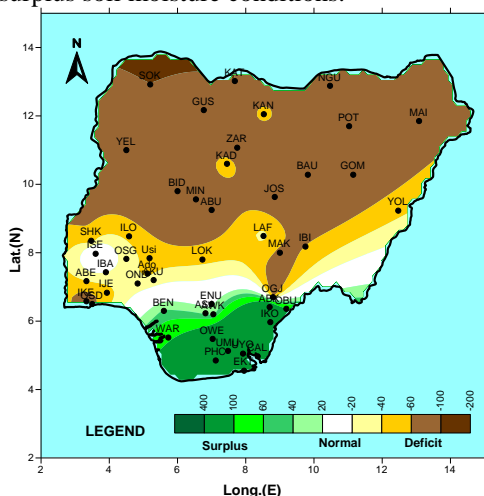 surplus soil moisture conditions.
14
12
10
8
6
4
2
Lat.(N)
N
SOK
KAT
NGU
GUS
KAN
POT
MAI
YEL
ZAR
KAD
BAU
GOM
BID
MIN
JOS
ABU
YOL
SHK
ILO
LAF
ISE
OSG
Usi
LOK
MAK
IBI
IBA
Ado
ABE
OND
AKU
IJE
IKE
OSD
OGJ
BEN
ENU
AWK
OBU
IKO
WAR
OWE
UMU
UYO
CAL
PHC
EK
400
100
60
40
20
-20
-40
-60
-100
-200
LEGEND
Surplus
Normal
Deficit
2 4 6 8 10 12 14
Long.(E)